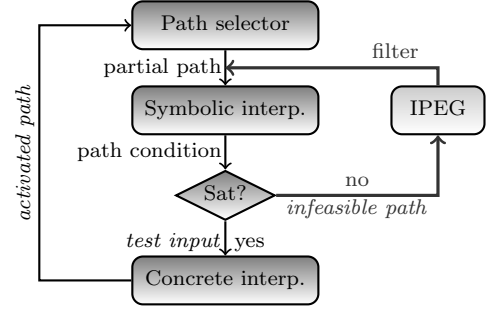 Path selector
filter
partial path
activated path
Symbolic interp.
IPEG
path condition
Sat?
no
infeasible path
test input yes
Concrete interp.